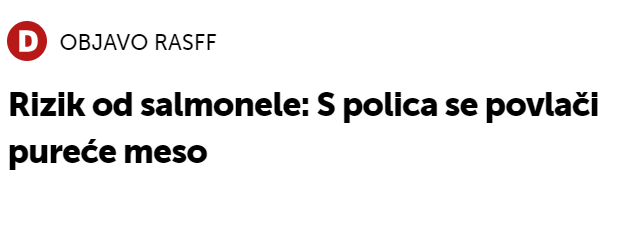 D OBJAVO RASFF
Rizik od salmonele: S polica se povlači
pureće meso